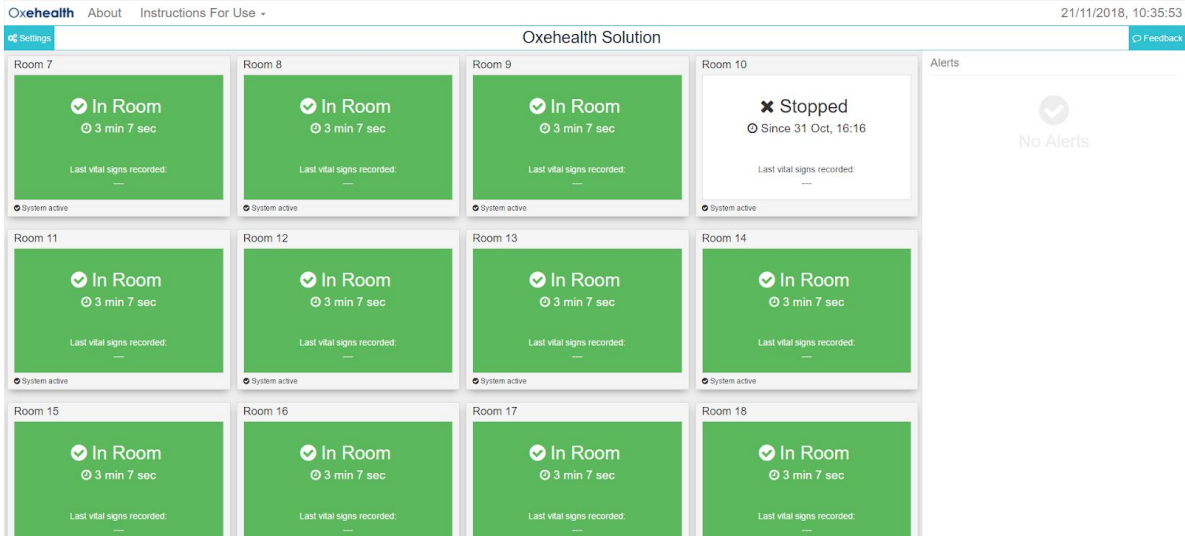 Oxehealth About Instructions For Use 21/11/2018, 10:35:53
Settings Oxehealth Solution Feedback
Room 7
In Room
3 min 7 sec
Last vital signs recorded:
---
System active
Room 8
In Room
3 min 7 sec
Last vital signs recorded:
---
System active
Room 9
In Room
3 min 7 sec
Last vital signs recorded:
---
System active
Room 10
Stopped
Since 31 Oct, 16:16
Last vital signs recorded:
---
System active
Alerts
No Alerts
Room 11
In Room
3 min 7 sec
Last vital signs recorded:
---
System active
Room 12
In Room
3 min 7 sec
Last vital signs recorded:
---
System active
Room 13
In Room
3 min 7 sec
Last vital signs recorded:
---
System active
Room 14
In Room
3 min 7 sec
Last vital signs recorded:
---
System active
Room 15
In Room
3 min 7 sec
Last vital signs recorded:
---
Room 16
In Room
3 min 7 sec
Last vital signs recorded:
---
Room 17
In Room
3 min 7 sec
Last vital signs recorded:
---
Room 18
In Room
3 min 7 sec
Last vital signs recorded:
---